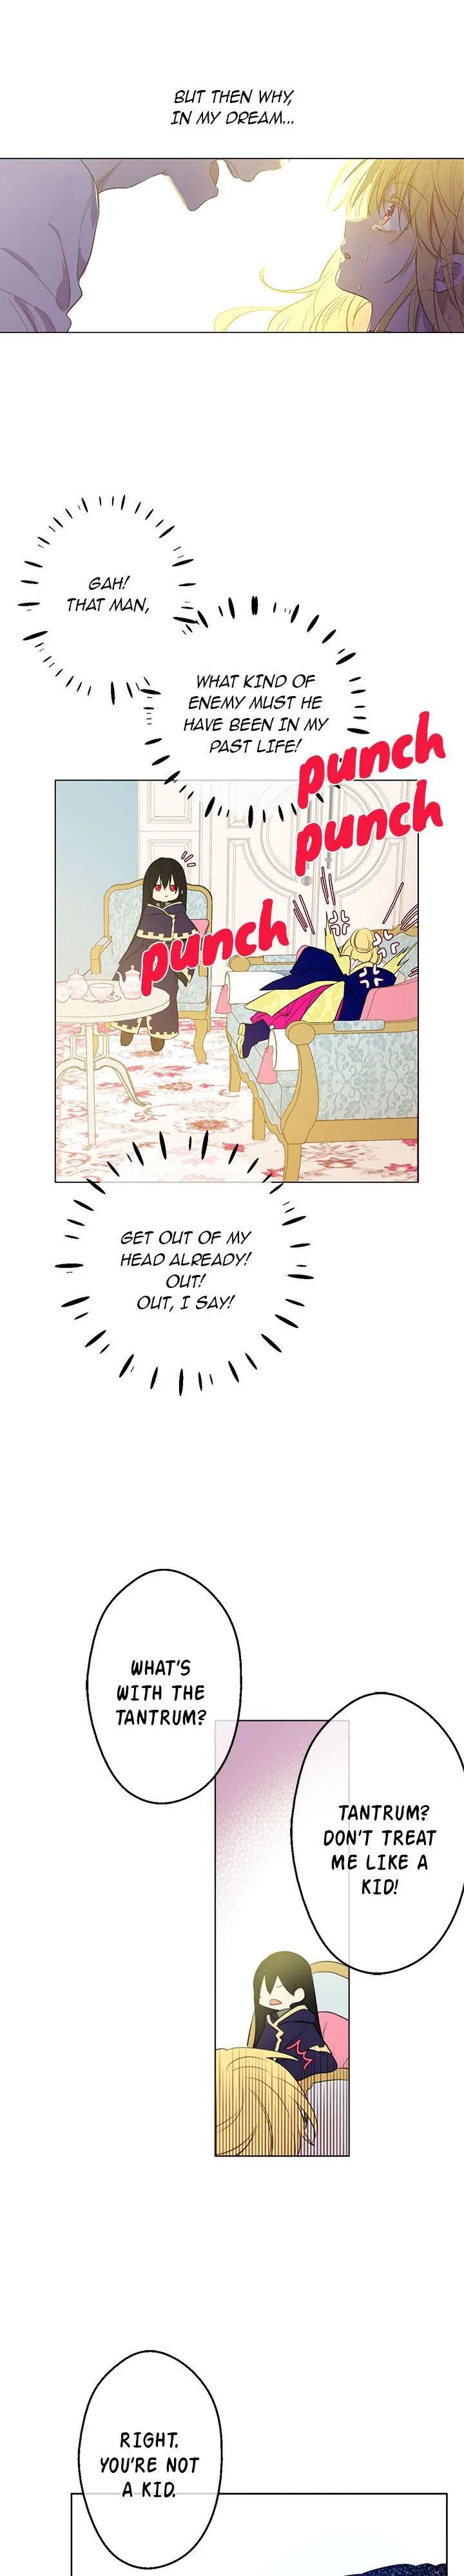 BUT THEN WHY,
IN MY DREAM...
GAH!
THAT MAN,
WHAT KIND OF
ENEMY MUST HE
HAVE BEEN IN MY
PAST LIFE!
punch
punch
punch
GET OUT OF MY
HEAD ALREADY!
OUT!
OUT, I SAY!
WHAT'S
WITH THE
TANTRUM?
TANTRUM?
DON'T TREAT
ME LIKE A
KID!
RIGHT.
YOU'RE NOT
A KID.